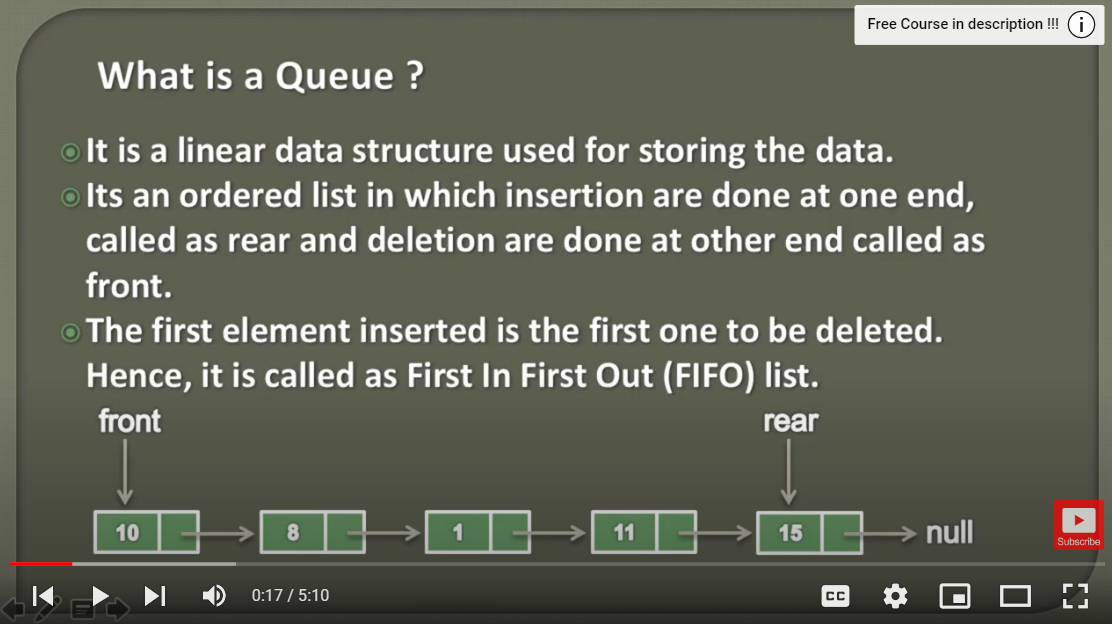 Free Course in description !!!
What is a Queue ?
It is a linear data structure used for storing the data.
Its an ordered list in which insertion are done at one end,
called as rear and deletion are done at other end called as
front.
The first element inserted is the first one to be deleted.
Hence, it is called as First In First Out (FIFO) list.
front
rear
10
8
1
11
15
null
Subscribe
0:17 / 5:10
CC